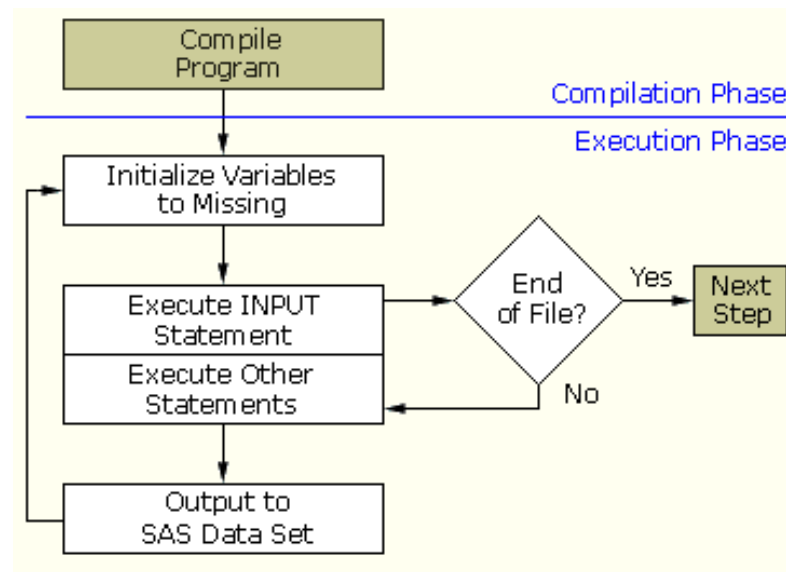 Compile
Program
Compilation Phase
Execution Phase
Initialize Variables
to Missing
Execute INPUT
Statement
End
of File?
Yes
Next
Step
Execute Other
Statements
No
Output to
SAS Data Set